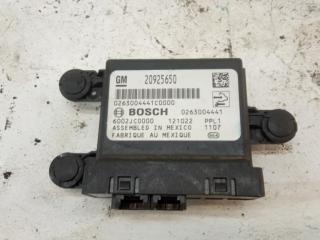 GM 20925650
0263004441C0000
BOSCH 0263004441
6002JC0000 121022 PPL1
ASSEMBLED IN MEXICO 1107
FABRIQUE AU MEXIQUE